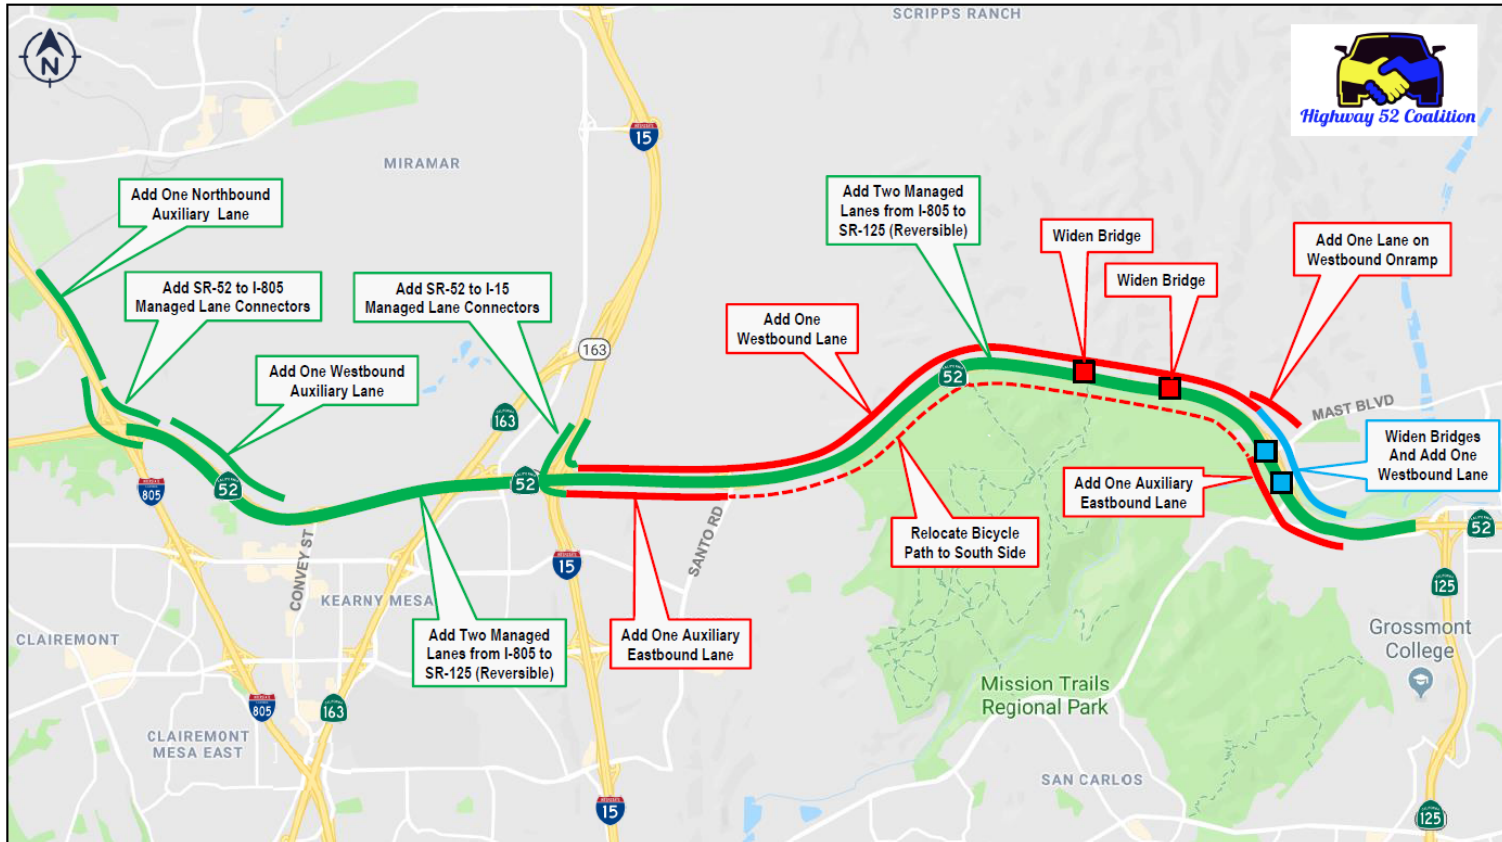 SCRIPPS RANCH
N
Highway 52 Coalition
INTERSTATE
15
MIRAMAR
Add One Northbound
Auxiliary Lane
Add Two Managed
Lanes from I-805 to
SR-125 (Reversible)
Widen Bridge
Add One Lane on
Westbound Onramp
Widen Bridge
Add SR-52 to I-805
Managed Lane Connectors
Add SR-52 to I-15
Managed Lane Connectors
Add One
Westbound Lane
163
52
Add One Westbound
Auxiliary Lane
163
MAST BLVD
Widen Bridges
And Add One
Westbound Lane
805
52
52
Add One Auxiliary
Eastbound Lane
52
SANTO RD
Relocate Bicycle
Path to South Side
CONVEY ST
15
125
KEARNY MESA
CLAIREMONT
Add Two Managed
Lanes from I-805 to
SR-125 (Reversible)
Add One Auxiliary
Eastbound Lane
Grossmont
College
Mission Trails
Regional Park
805
163
CLAIREMONT
MESA EAST
SAN CARLOS
15
125